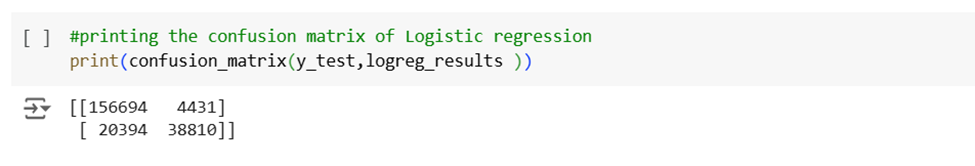 [ ] #printing the confusion matrix of Logistic regression
print(confusion_matrix(y_test,logreg_results ))
[[156694   4431]
 [ 20394  38810]]